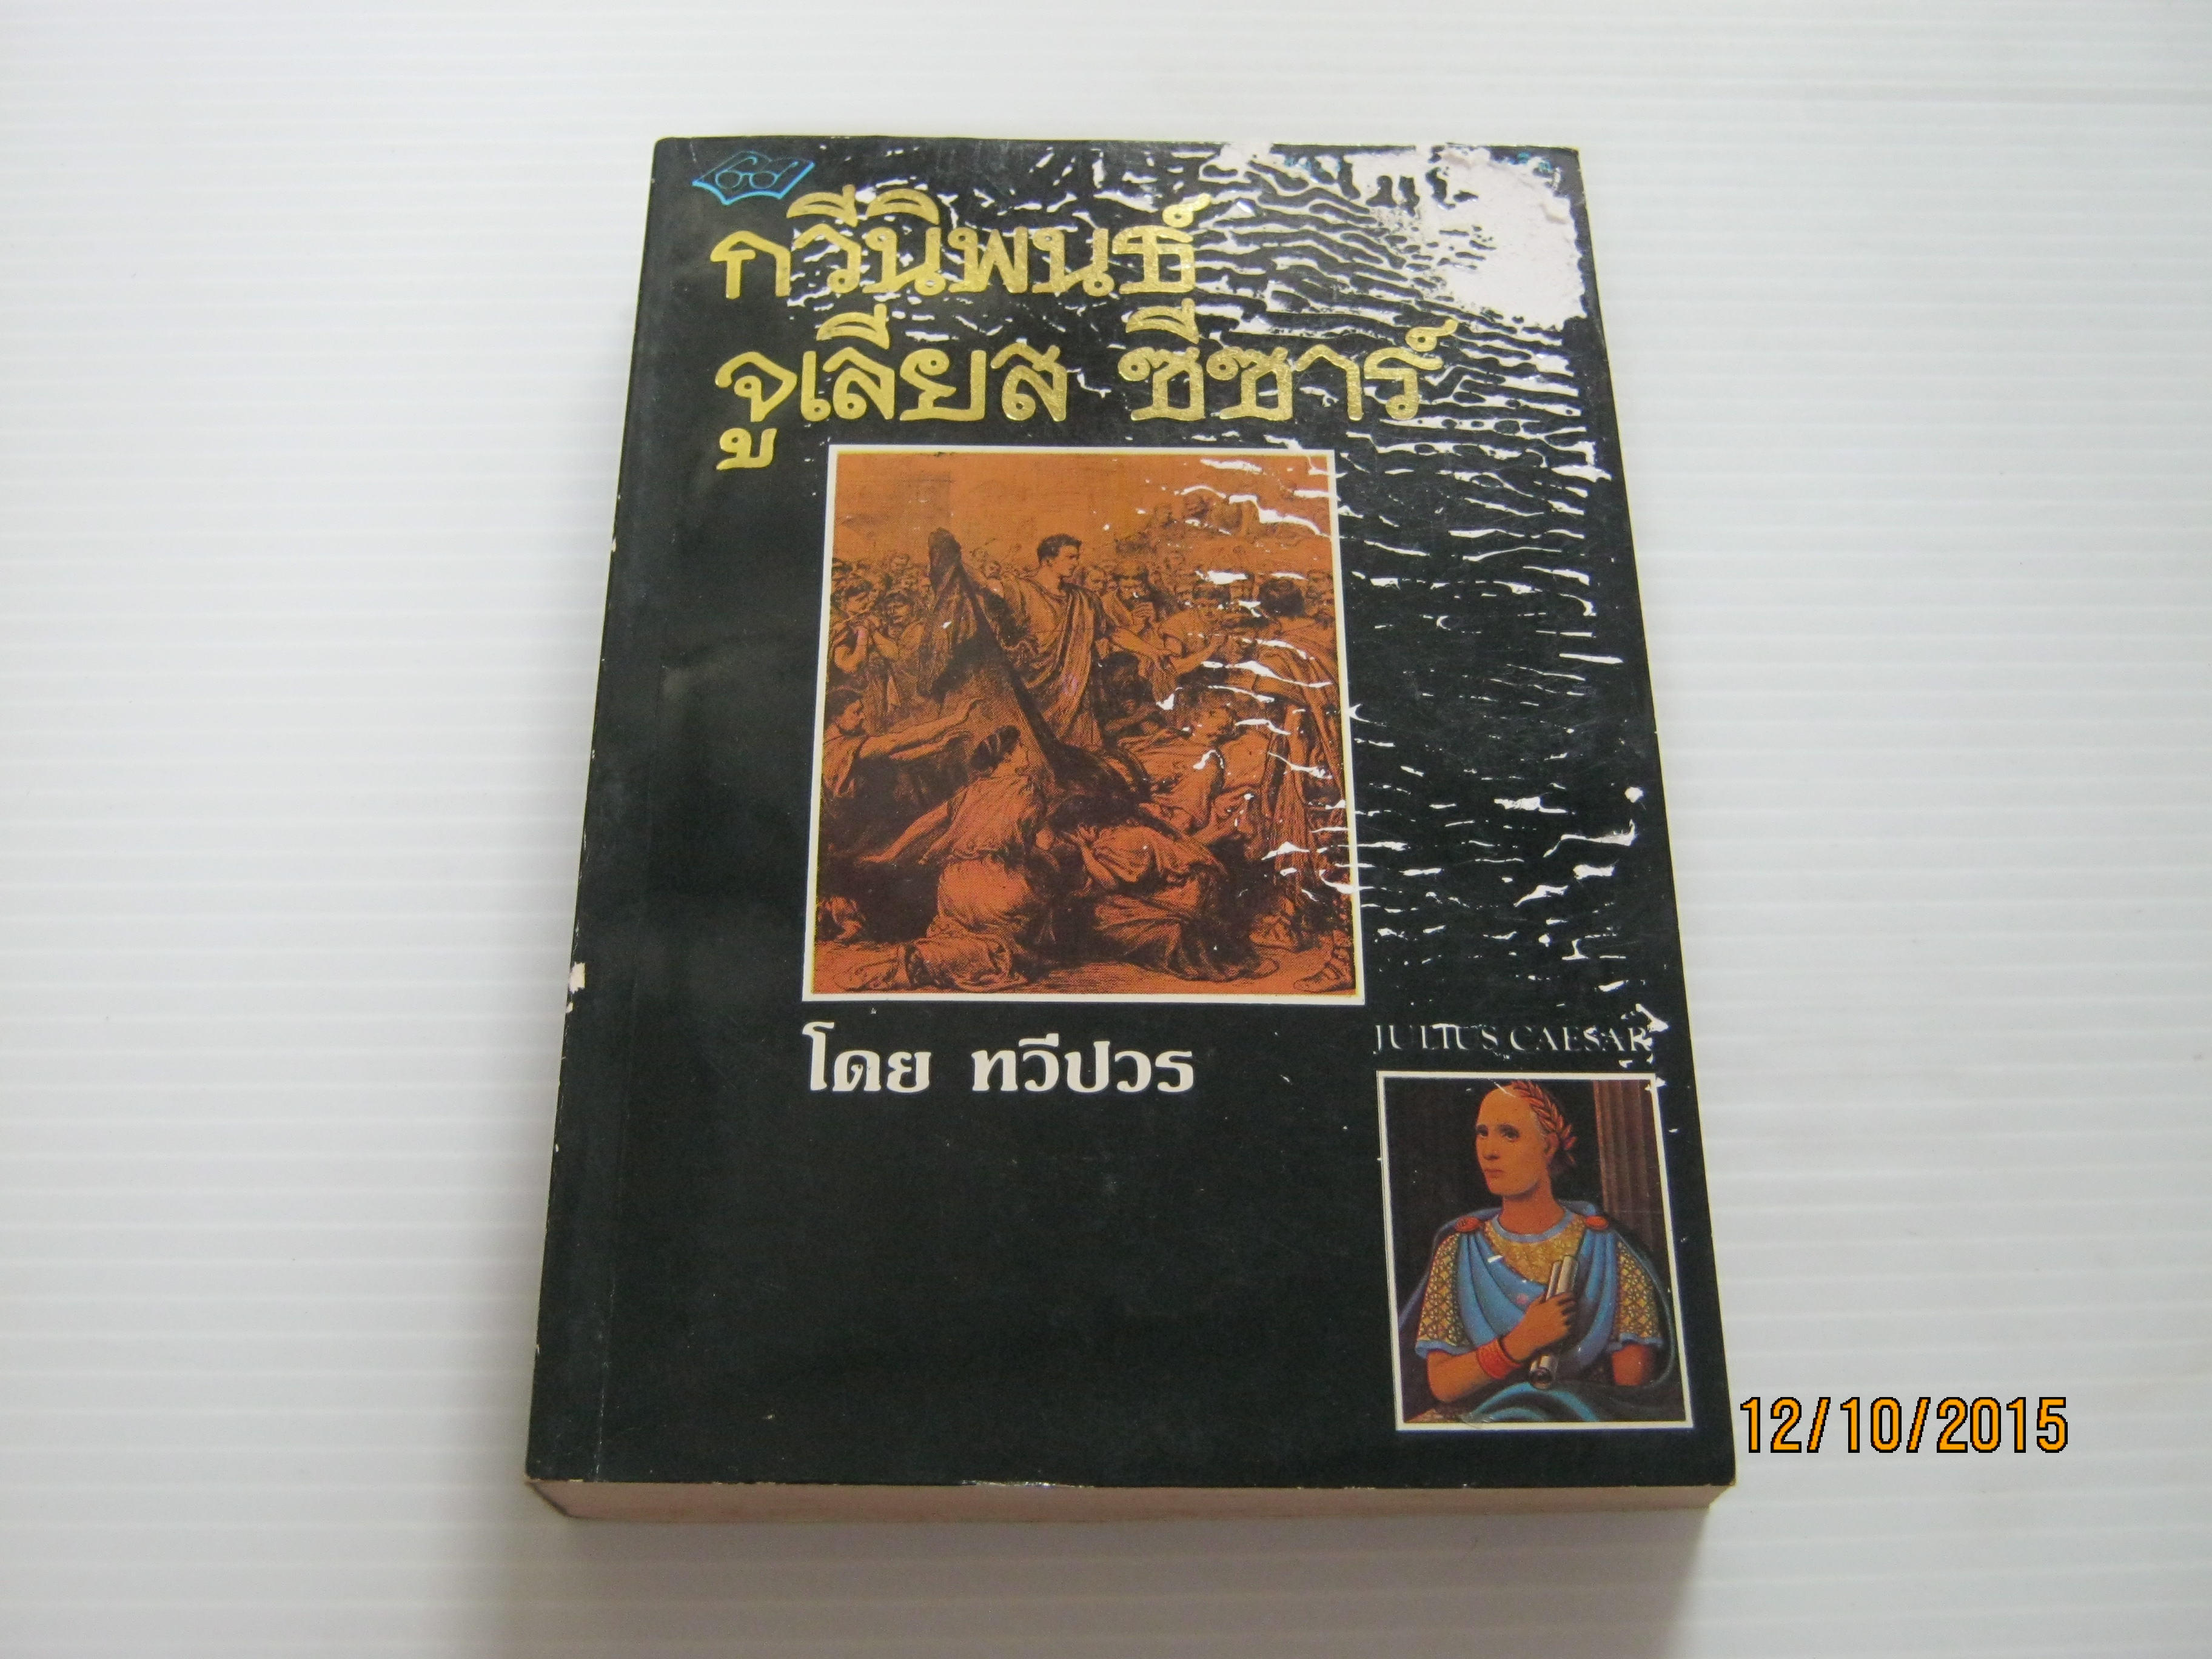 กวีนิพนธ์
จูเลียส ซีซาร์
โดย ทวีปวร
JULIUS CAESAR
12/10/2015